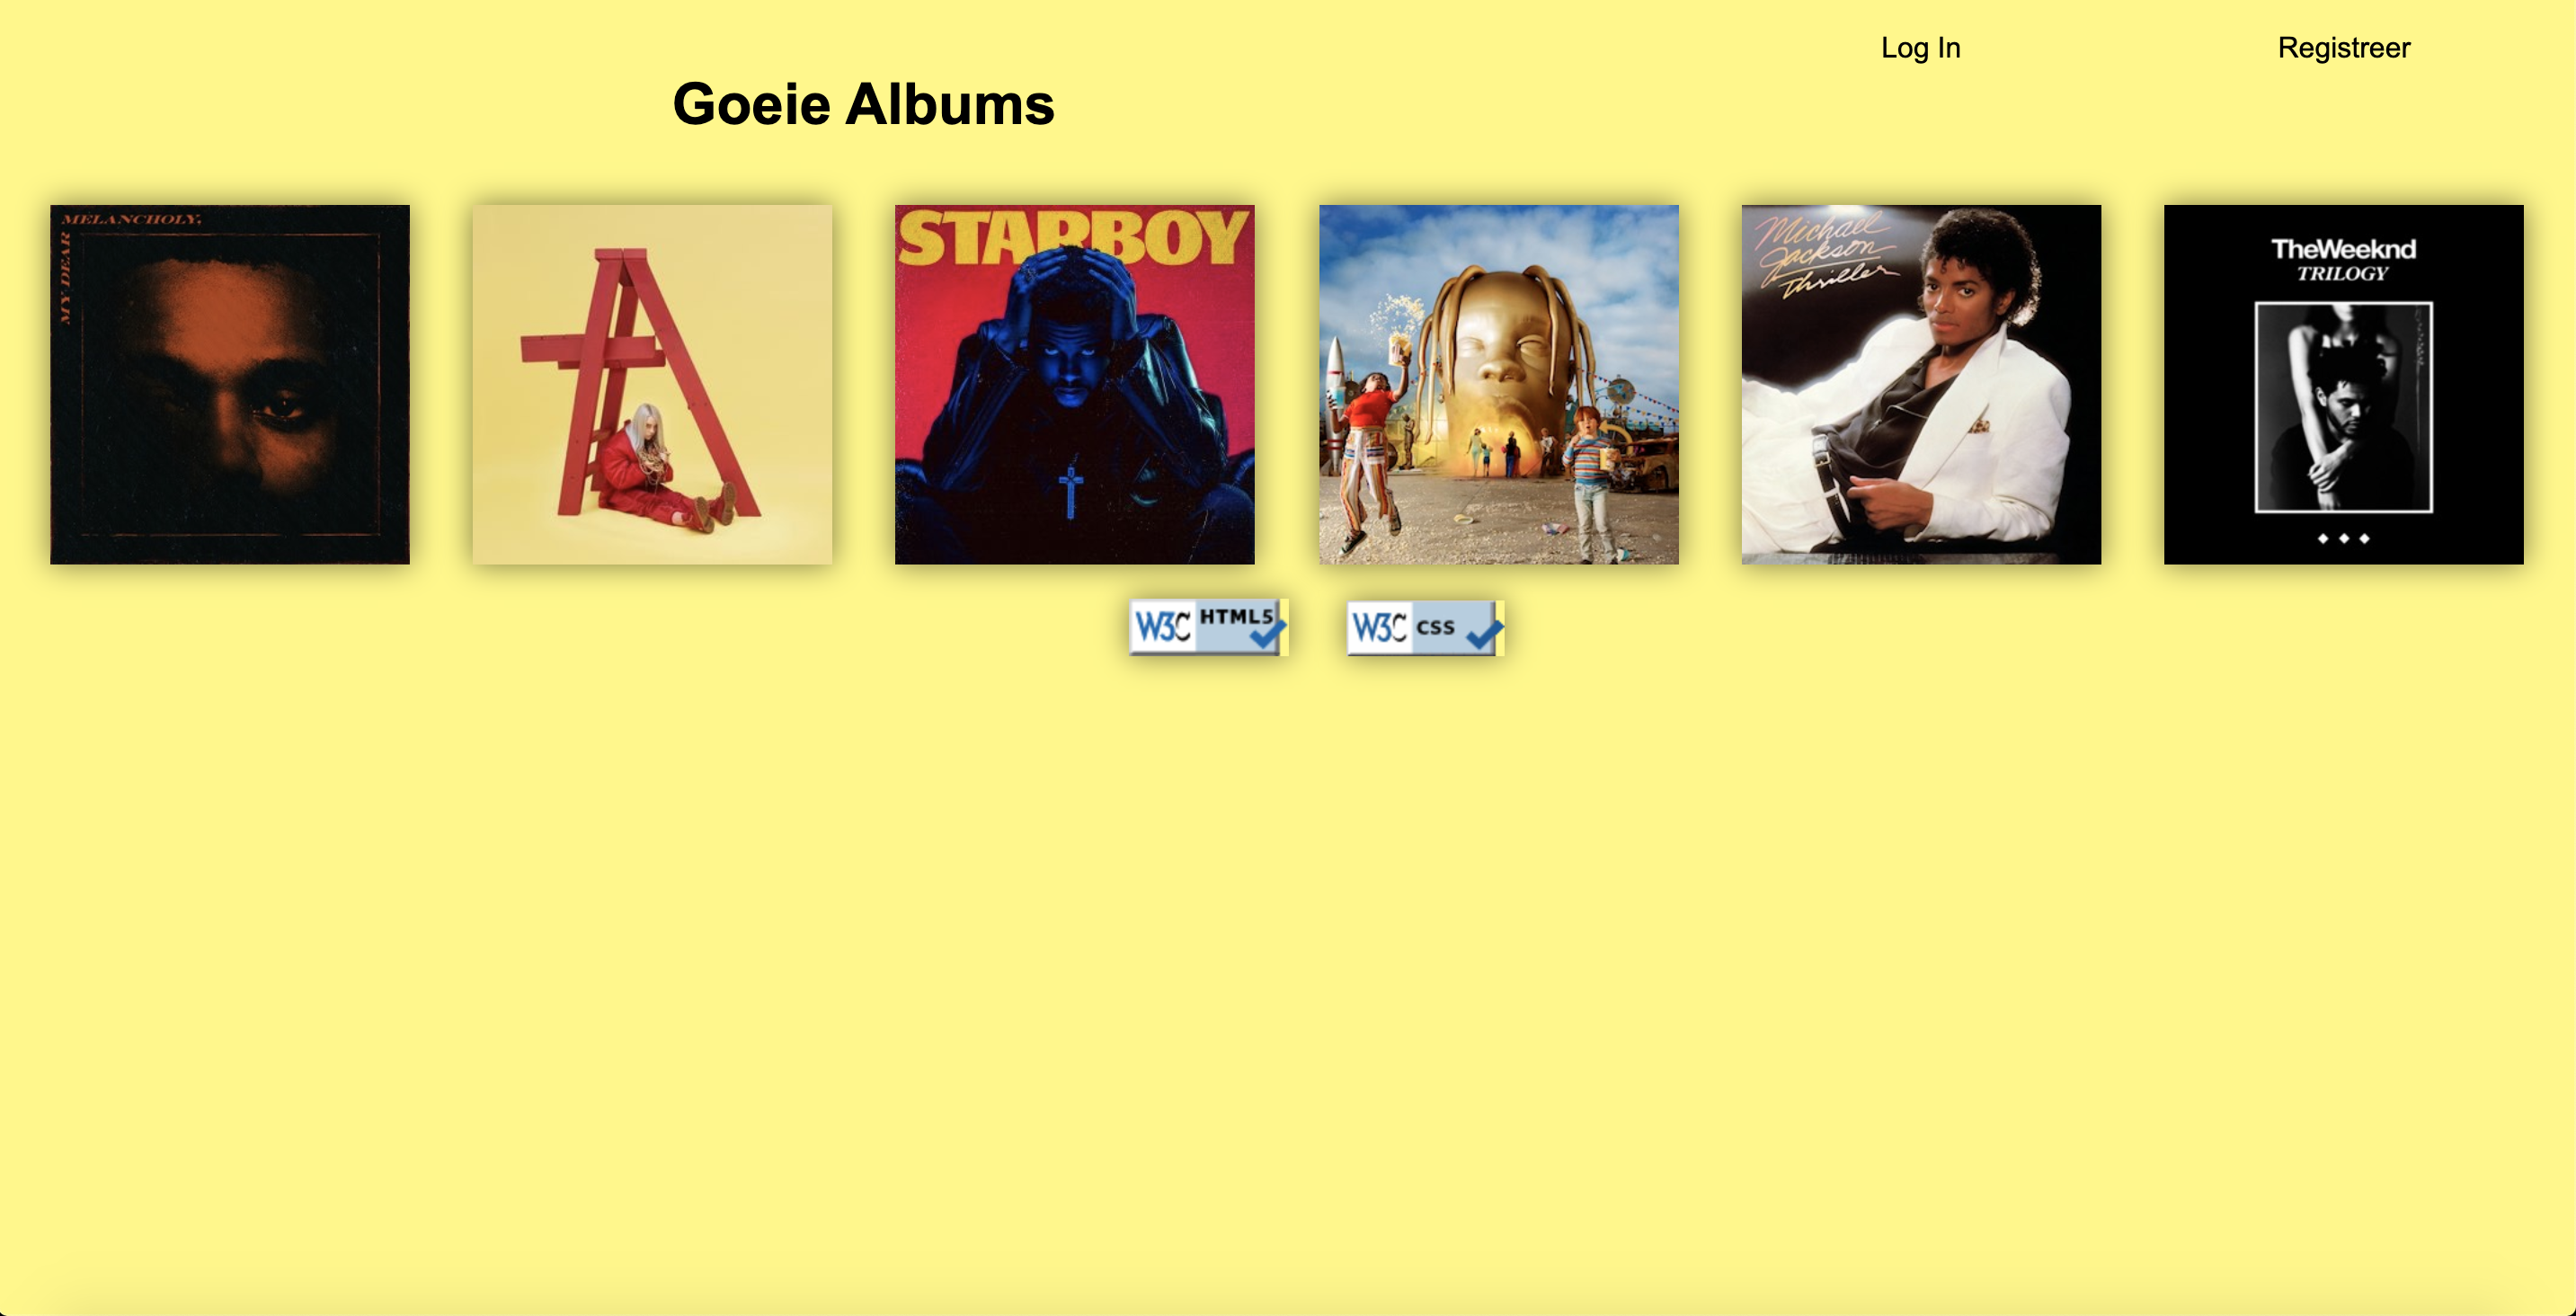 Log In
Registreer
Goeie Albums
MELANCHOLY,
MY DEAR
STARBOY
Michael
Jackson
Thriller
TheWeeknd
TRILOGY
W3C HTML5
W3C CSS